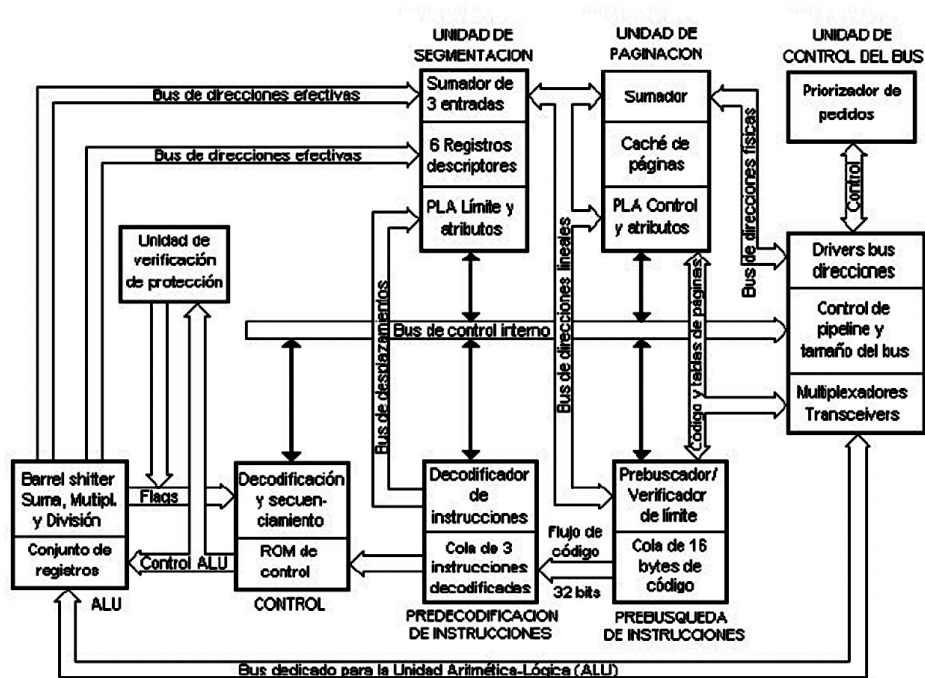 UNIDAD DE
SEGMENTACION
UNIDAD DE
PAGINACION
UNIDAD DE
CONTROL DEL BUS
Bus de direcciones efectivas
Sumador de
3 entradas
Sumador
Priorizador de
pedidos
Bus de direcciones efectivas
6 Registros
descriptores
Caché de
páginas
Bus de direcciones físicas
Control
PLA Límite y
atributos
PLA Control
y atributos
Unidad de
verificación
de protección
Drivers bus
direcciones
Bus de desplazamientos
Bus de direcciones lineales
Código y tablas de páginas
Bus de control interno
Control de
pipeline y
tamaño del bus
Multiplexadores
Transceivers
Barrel shitter
Suma, Multipl.
y División
Flags
Decodificación
y secuen-
ciamiento
Decodificador
de
instrucciones
Prebuscador/
Verificador
de límite
Conjunto de
registros
Control ALU
ROM de
control
Cola de 3
instrucciones
decodificadas
Flujo de
código
32 bits
Cola de 16
bytes de
código
ALU
CONTROL
PREDECODIFICACION
DE INSTRUCCIONES
PREBUSQUEDA
DE INSTRUCCIONES
Bus dedicado para la Unidad Aritmética-Lógica (ALU)